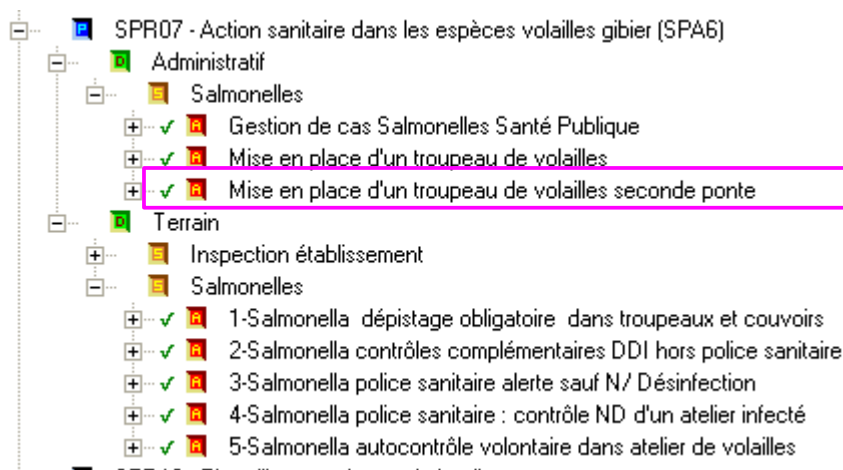 SPR07 - Action sanitaire dans les espèces volailles gibier (SPA6)
Administratif
Salmonelles
Gestion de cas Salmonelles Santé Publique
Mise en place d'un troupeau de volailles
Mise en place d'un troupeau de volailles seconde ponte
Terrain
Inspection établissement
Salmonelles
1-Salmonella dépistage obligatoire dans troupeaux et couvoirs
2-Salmonella contrôles complémentaires DDI hors police sanitaire
3-Salmonella police sanitaire alerte sauf N/ Désinfection
4-Salmonella police sanitaire : contrôle ND d'un atelier infecté
5-Salmonella autocontrôle volontaire dans atelier de volailles